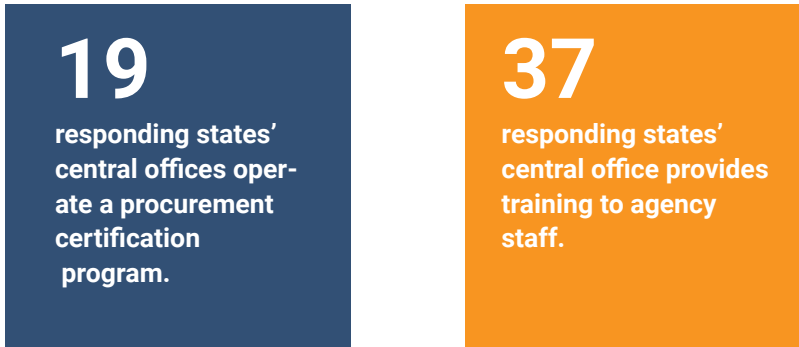 19
responding states’
central offices oper-
ate a procurement
certification
program.
37
responding states’
central office provides
training to agency
staff.